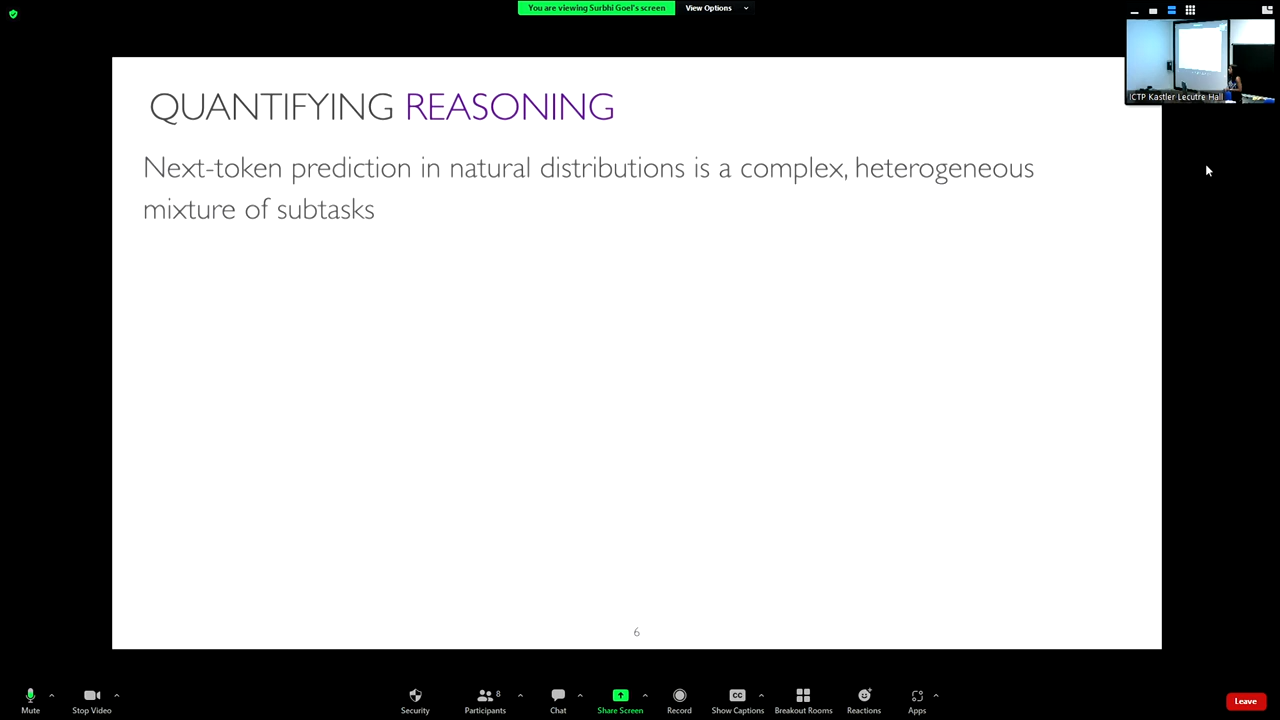 You are viewing Surbhi Goel's screen
View Options
ICTP Kastler Lecutre Hall
QUANTIFYING REASONING
Next-token prediction in natural distributions is a complex, heterogeneous
mixture of subtasks
6
Mute
Stop Video
Security
Participants
8
Chat
Share Screen
Record
Show Captions
Breakout Rooms
Reactions
Apps
Leave